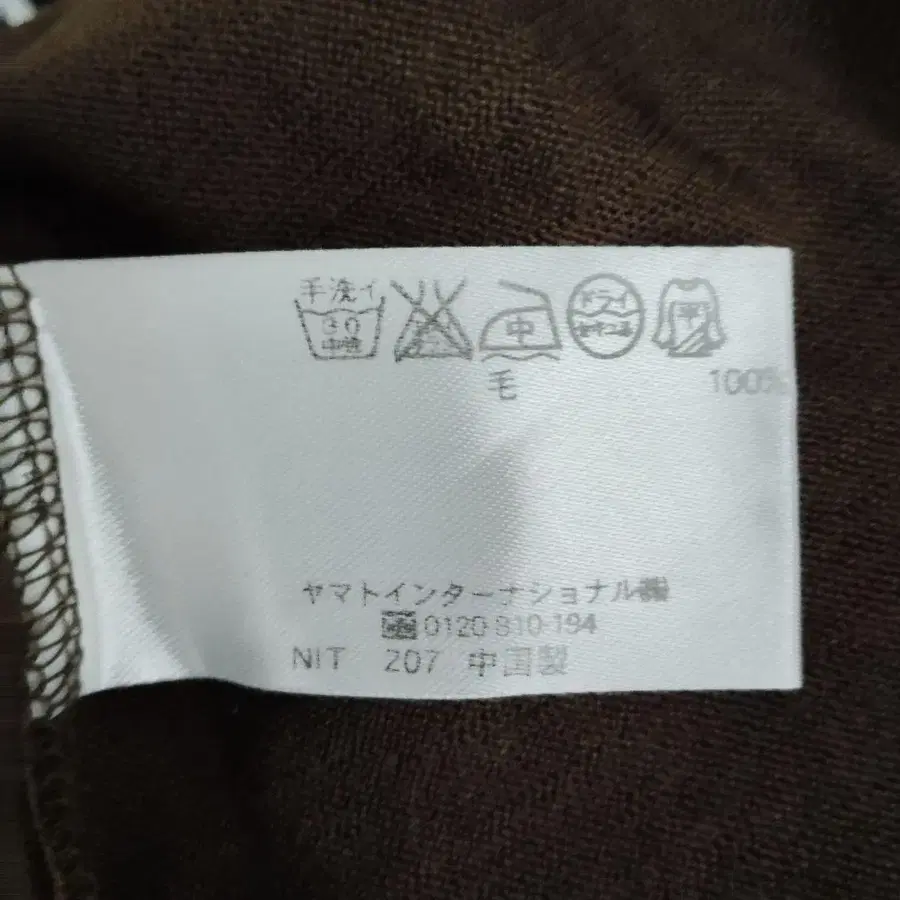 手洗イ
30 中 ドライ 平
中性 セキユ系
毛 100%
ヤマトインターナショナル㈱
0120-310-194
NIT 207 中国製